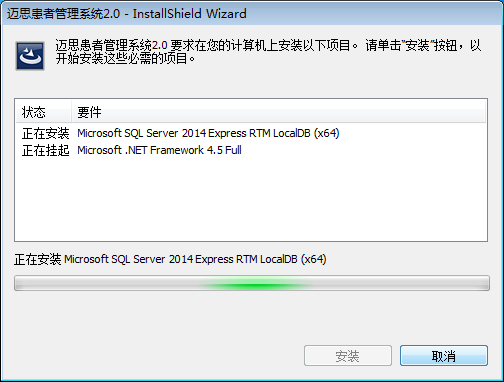 迈思患者管理系统2.0 - InstallShield Wizard
迈思患者管理系统2.0 要求在您的计算机上安装以下项目。 请单击“安装”按钮，以
开始安装这些必需的项目。
状态 要件
正在安装 Microsoft SQL Server 2014 Express RTM LocalDB (x64)
正在挂起 Microsoft .NET Framework 4.5 Full
正在安装 Microsoft SQL Server 2014 Express RTM LocalDB (x64)
安装 取消